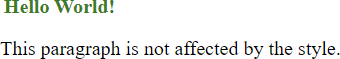 Hello World!
This paragraph is not affected by the style.